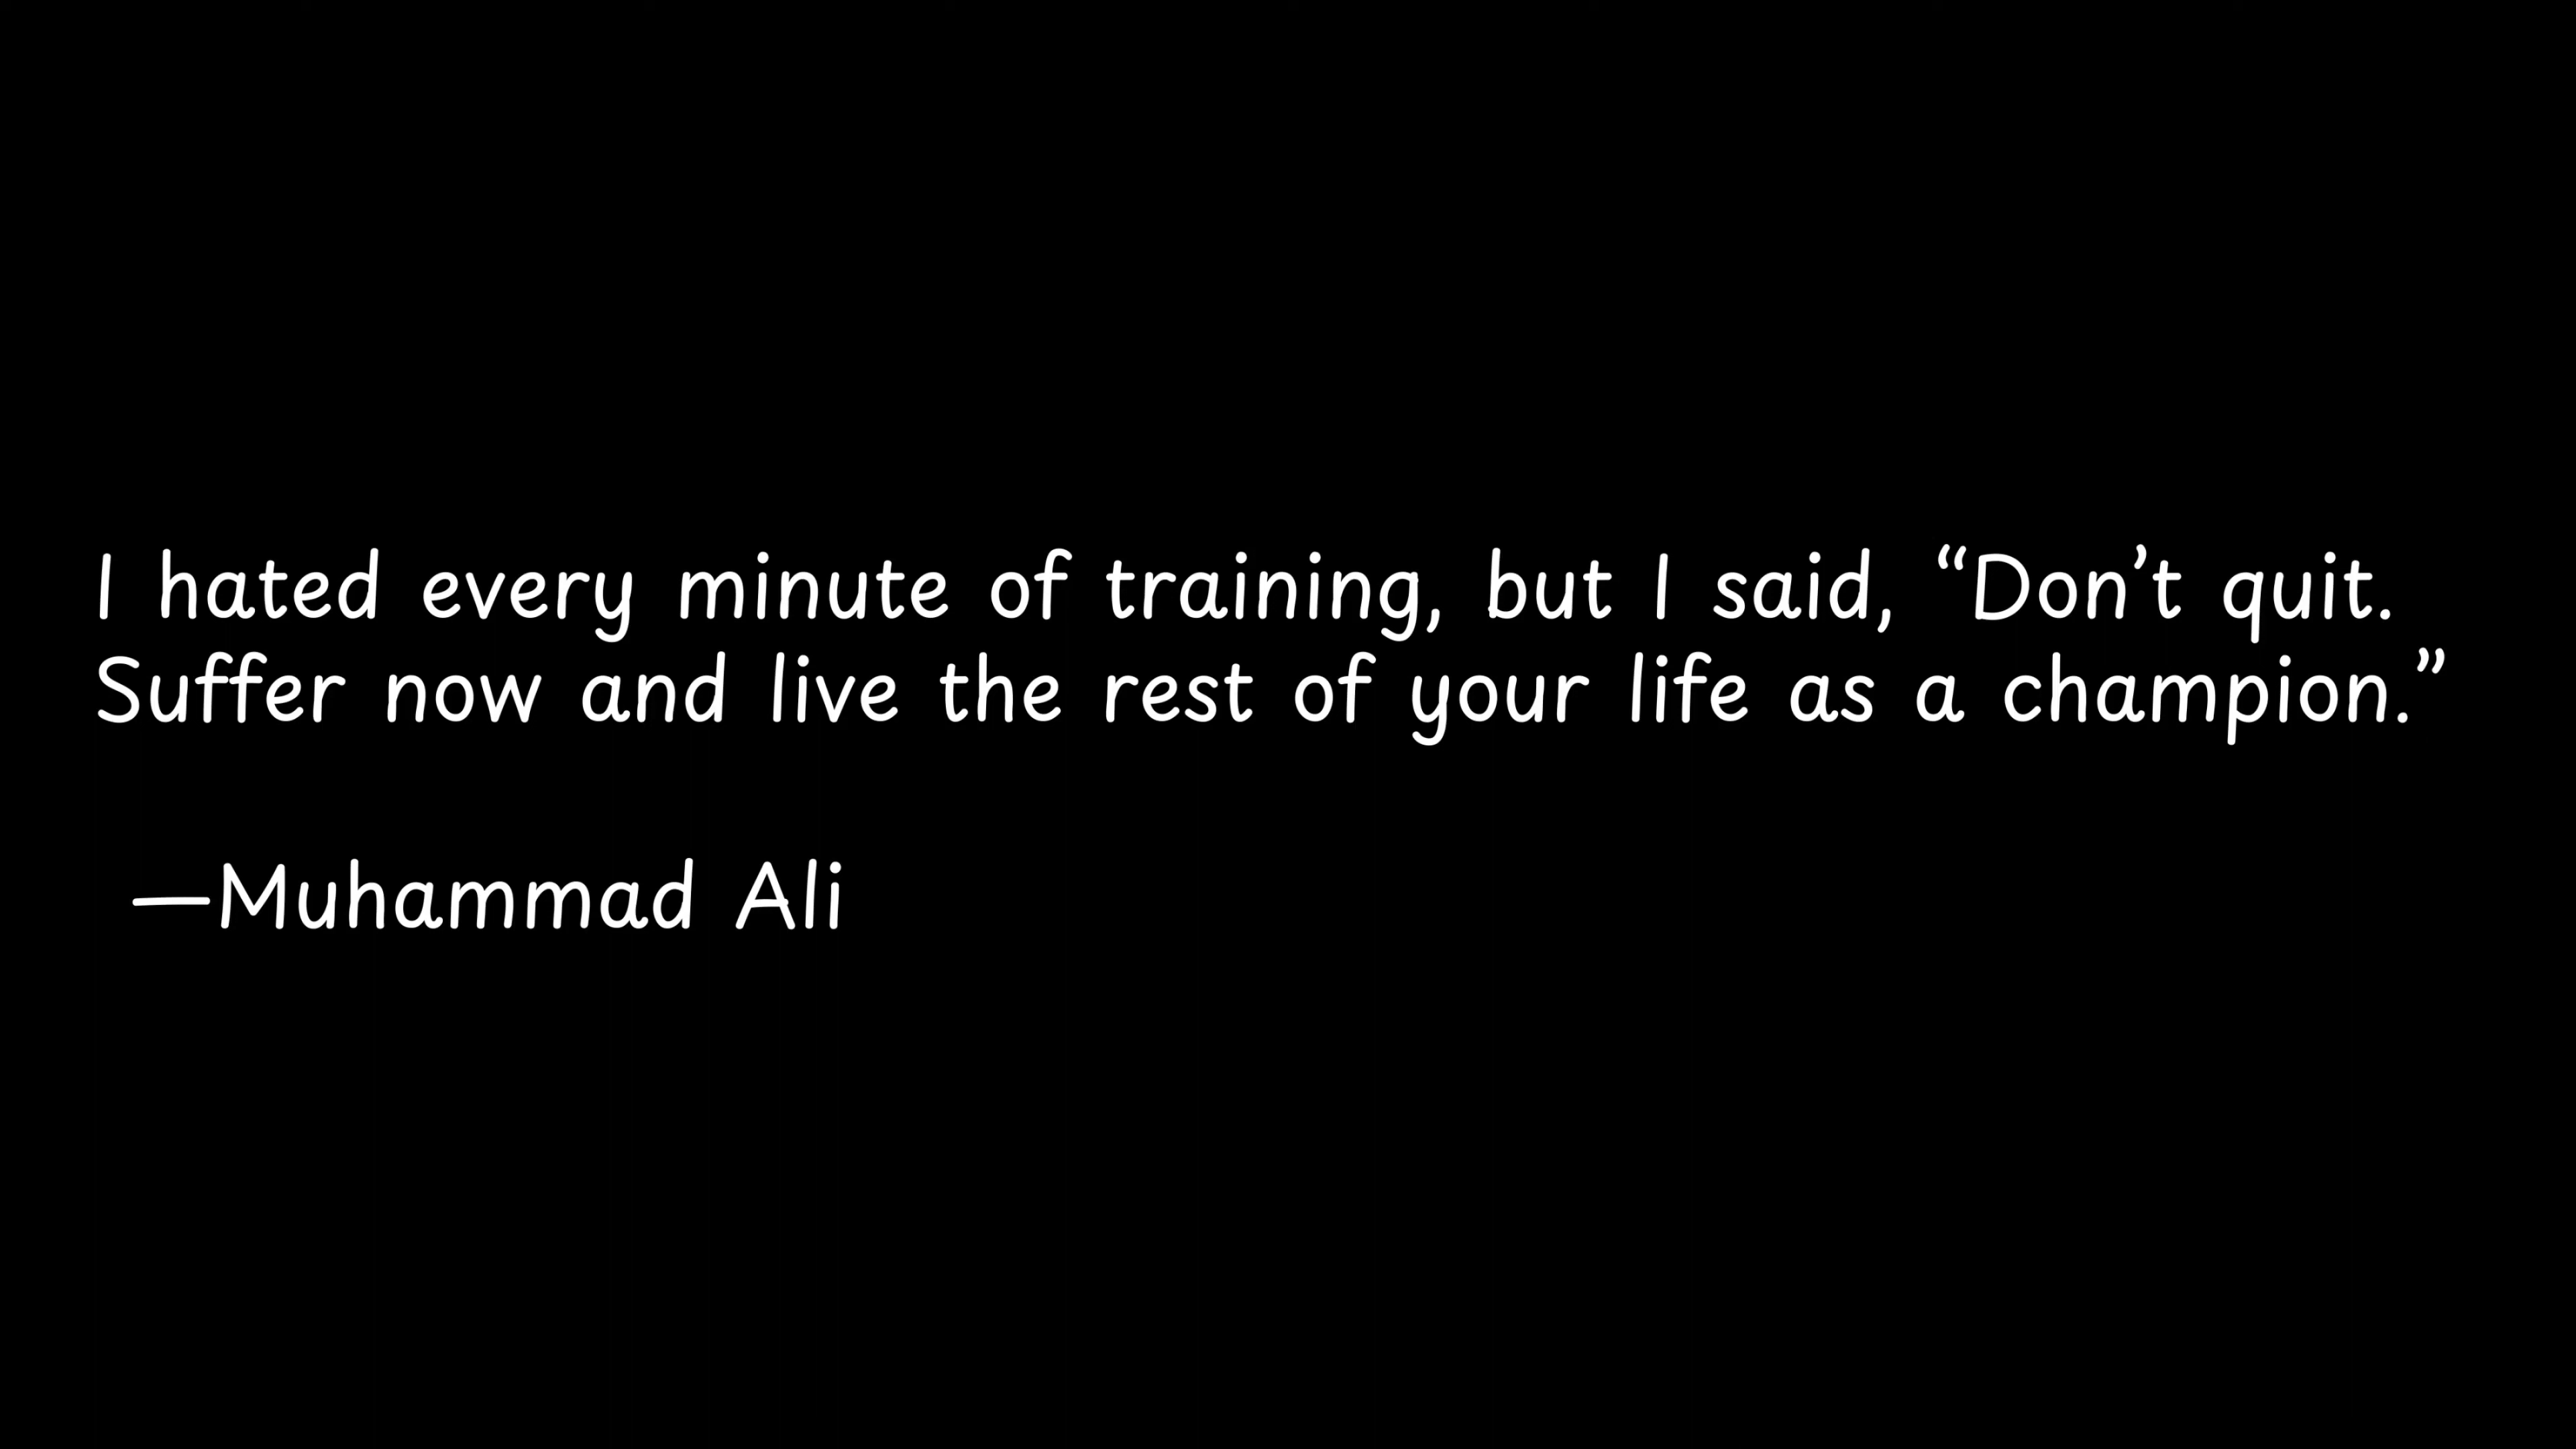 I hated every minute of training, but I said, “Don’t quit.
Suffer now and live the rest of your life as a champion.”
—Muhammad Ali